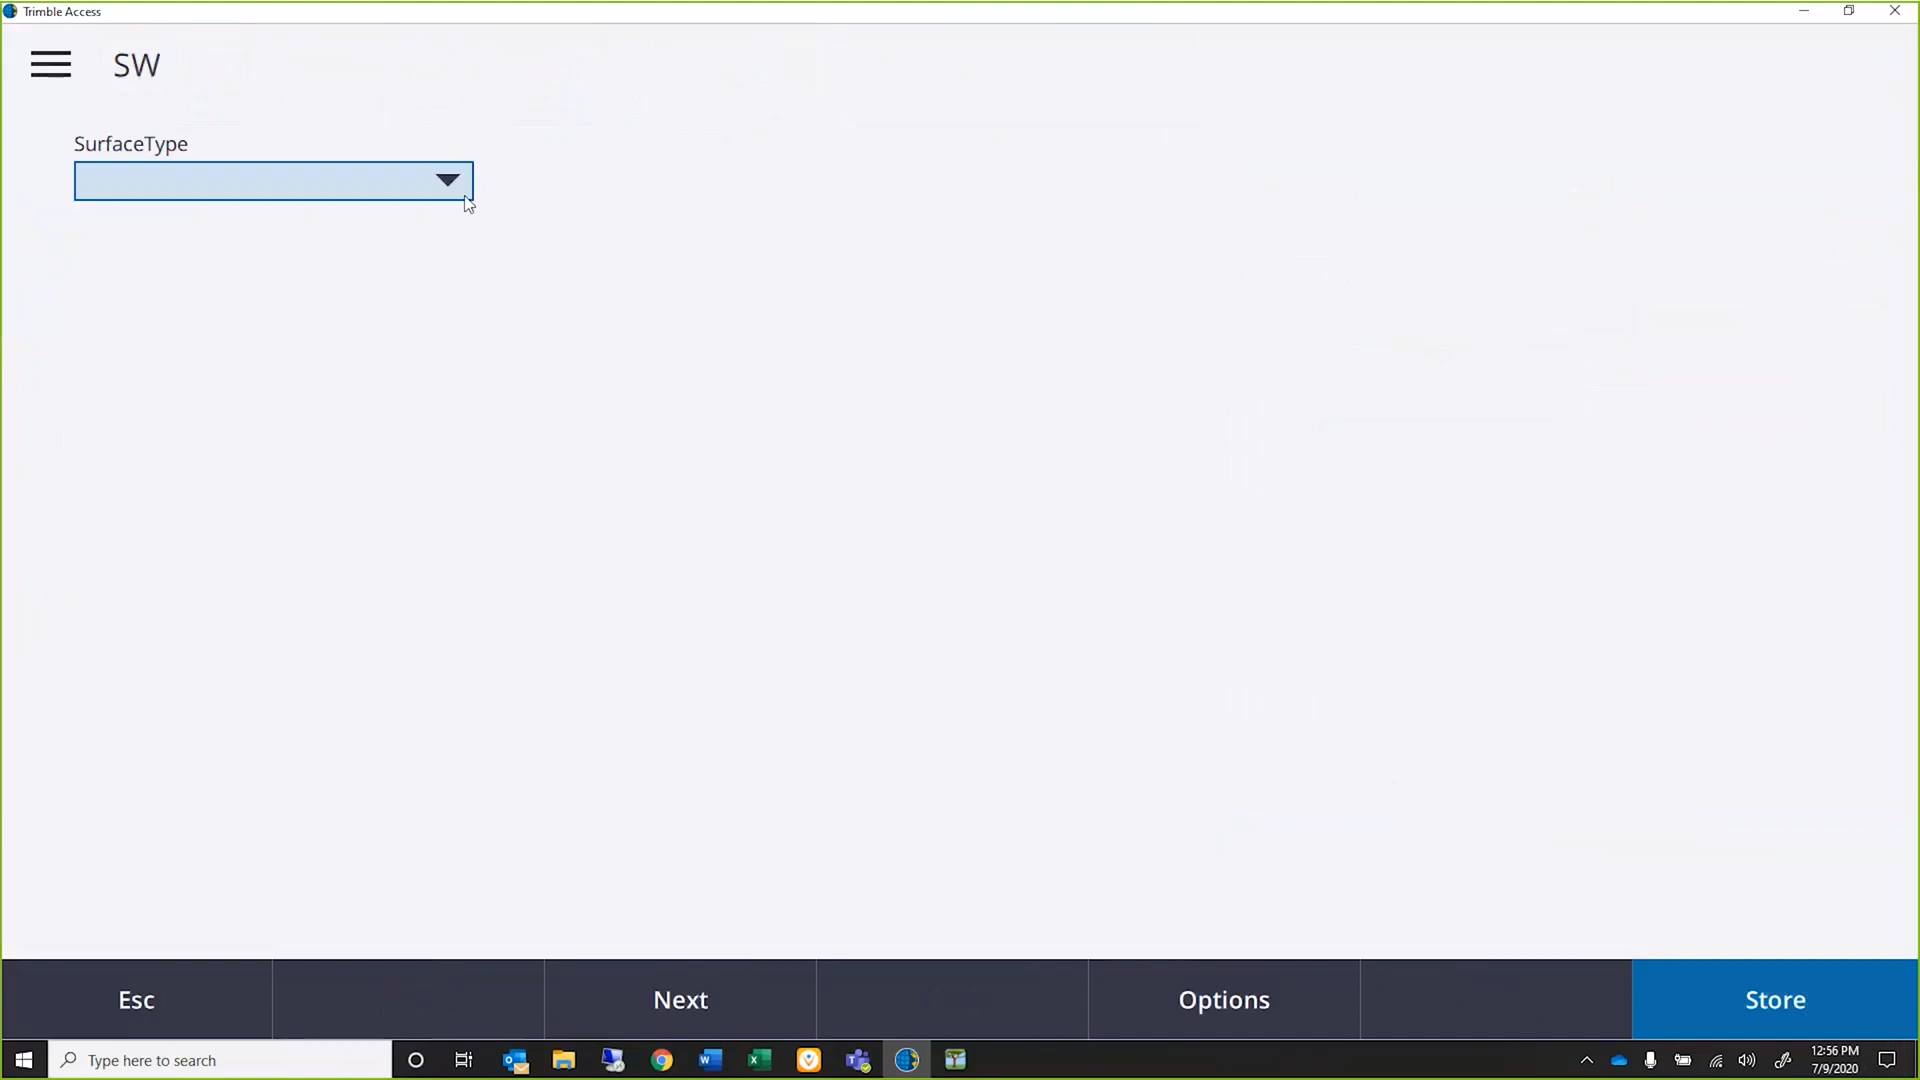 Trimble Access
SW
SurfaceType
Esc
Next
Options
Store
Type here to search
12:56 PM
7/9/2020